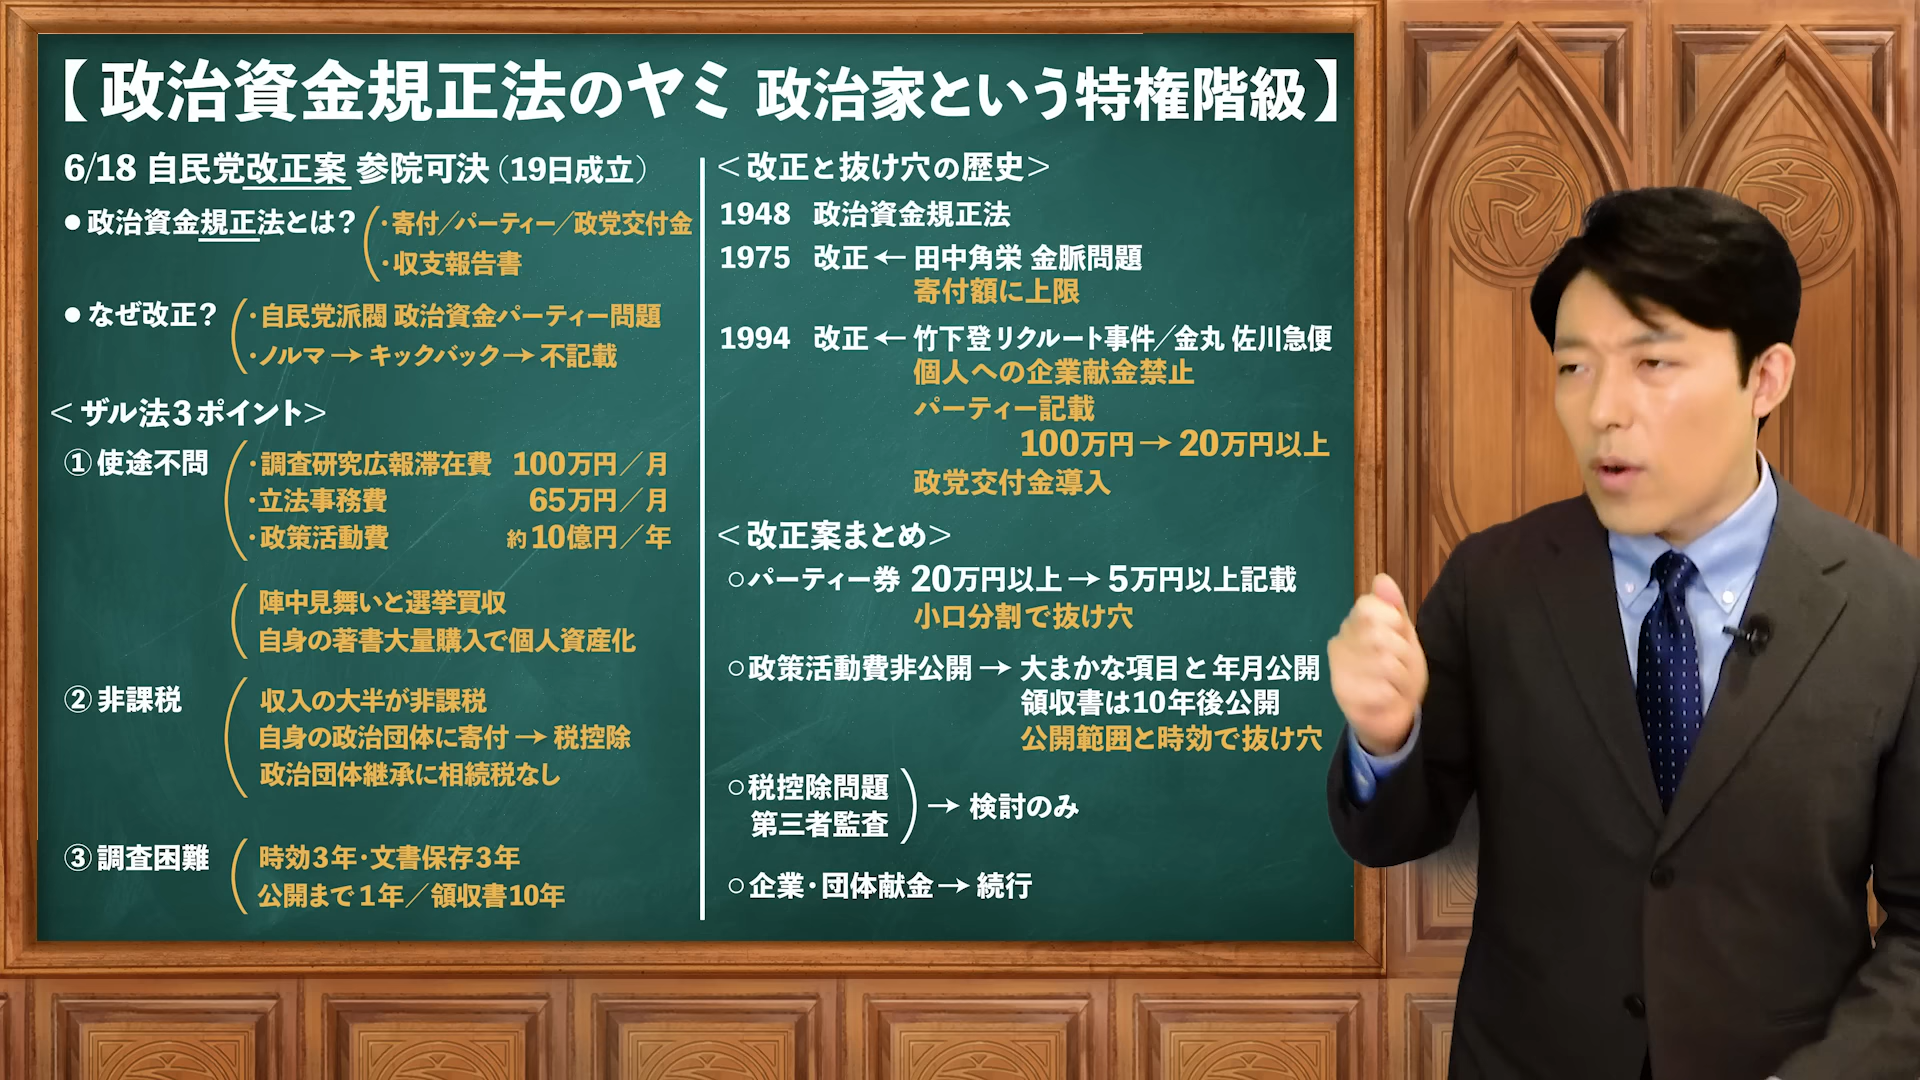 【政治資金規正法のヤミ 政治家という特権階級】
6/18 自民党改正案 参院可決（19日成立）
●政治資金規正法とは？
・寄付／パーティー／政党交付金
・収支報告書
●なぜ改正？
・自民党派閥 政治資金パーティー問題
・ノルマ→キックバック→不記載
＜ザル法3ポイント＞
①使途不問
・調査研究広報滞在費 100万円／月
・立法事務費 65万円／月
・政策活動費 約10億円／年
陣中見舞いと選挙買収
自身の著書大量購入で個人資産化
②非課税
収入の大半が非課税
自身の政治団体に寄付→税控除
政治団体継承に相続税なし
③調査困難
時効3年・文書保存3年
公開まで1年／領収書10年
＜改正と抜け穴の歴史＞
1948 政治資金規正法
1975 改正←田中角栄 金脈問題
寄付額に上限
1994 改正←竹下登リクルート事件／金丸 佐川急便
個人への企業献金禁止
パーティー記載
100万円→20万円以上
政党交付金導入
＜改正案まとめ＞
○パーティー券 20万円以上→5万円以上記載
小口分割で抜け穴
○政策活動費非公開→大まかな項目と年月公開
領収書は10年後公開
公開範囲と時効で抜け穴
○税控除問題
第三者監査
→検討のみ
○企業・団体献金→続行